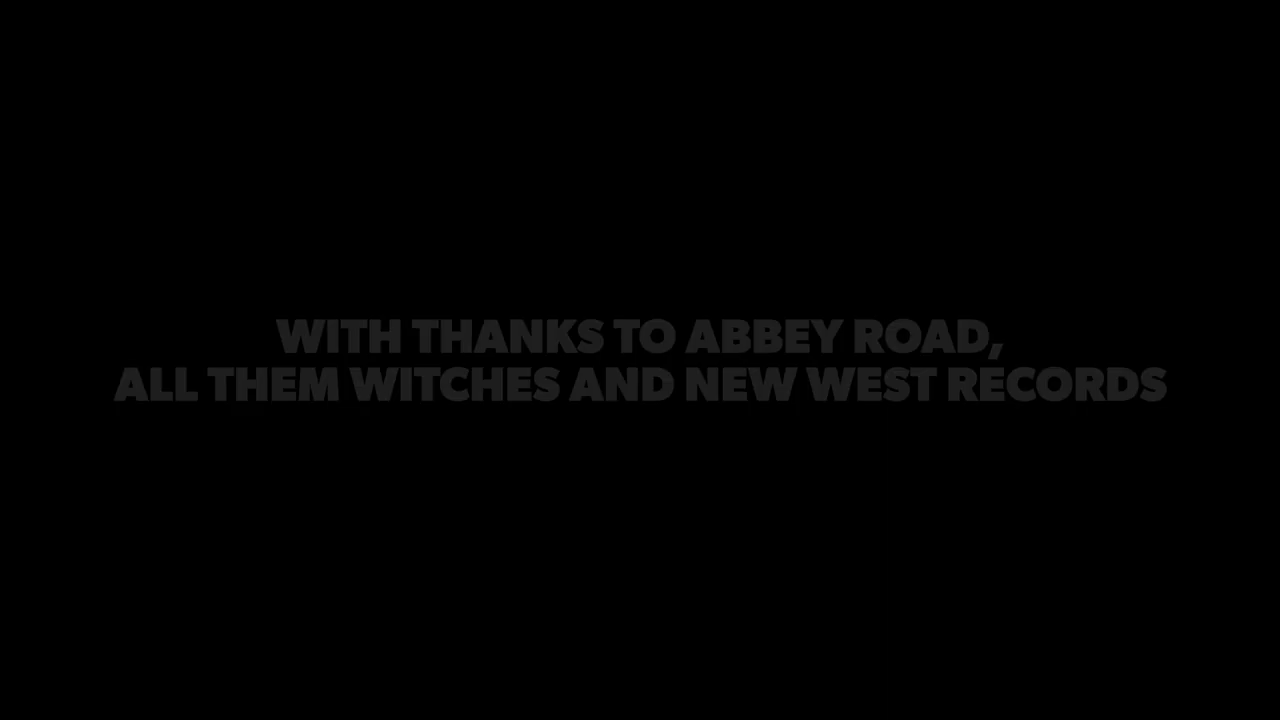 WITH THANKS TO ABBEY ROAD,
ALL THEM WITCHES AND NEW WEST RECORDS